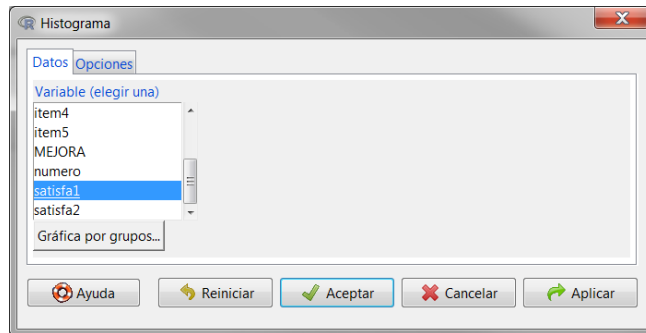 Histograma
Datos Opciones
Variable (elegir una)
item4
item5
MEJORA
numero
satisfa1
satisfa2
Gráfica por grupos...
Ayuda Reiniciar Aceptar Cancelar Aplicar